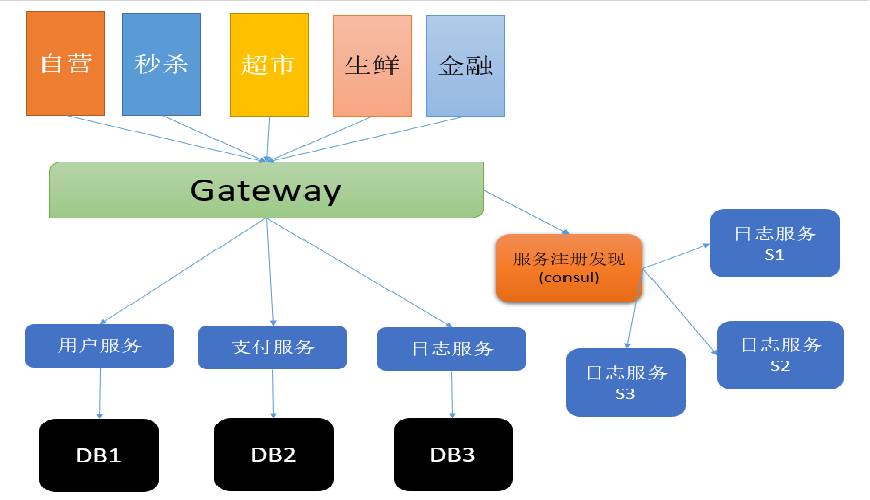 自营
秒杀
超市
生鲜
金融
Gateway
服务注册发现
(consul)
日志服务
S1
日志服务
S2
日志服务
S3
用户服务
支付服务
日志服务
DB1
DB2
DB3